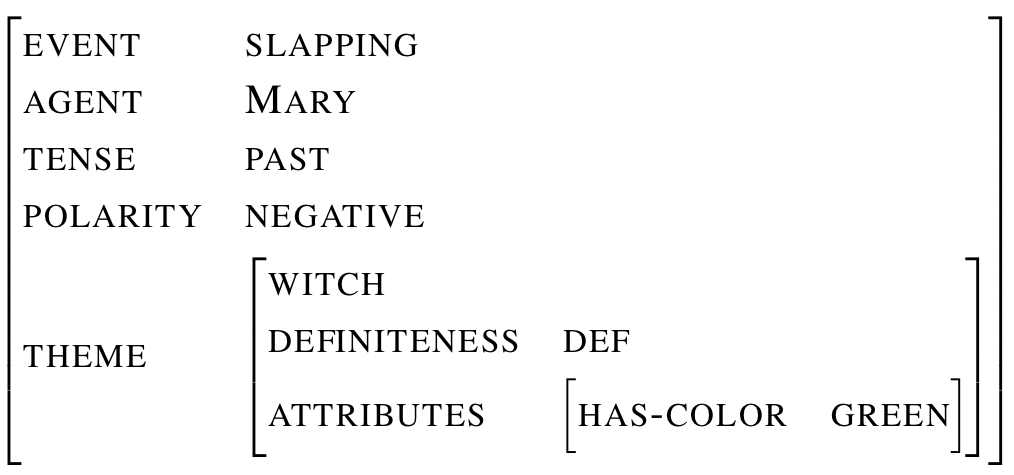 EVENT SLAPPING
AGENT MARY
TENSE PAST
POLARITY NEGATIVE
THEME
WITCH
DEFINITENESS DEF
ATTRIBUTES [HAS-COLOR GREEN]